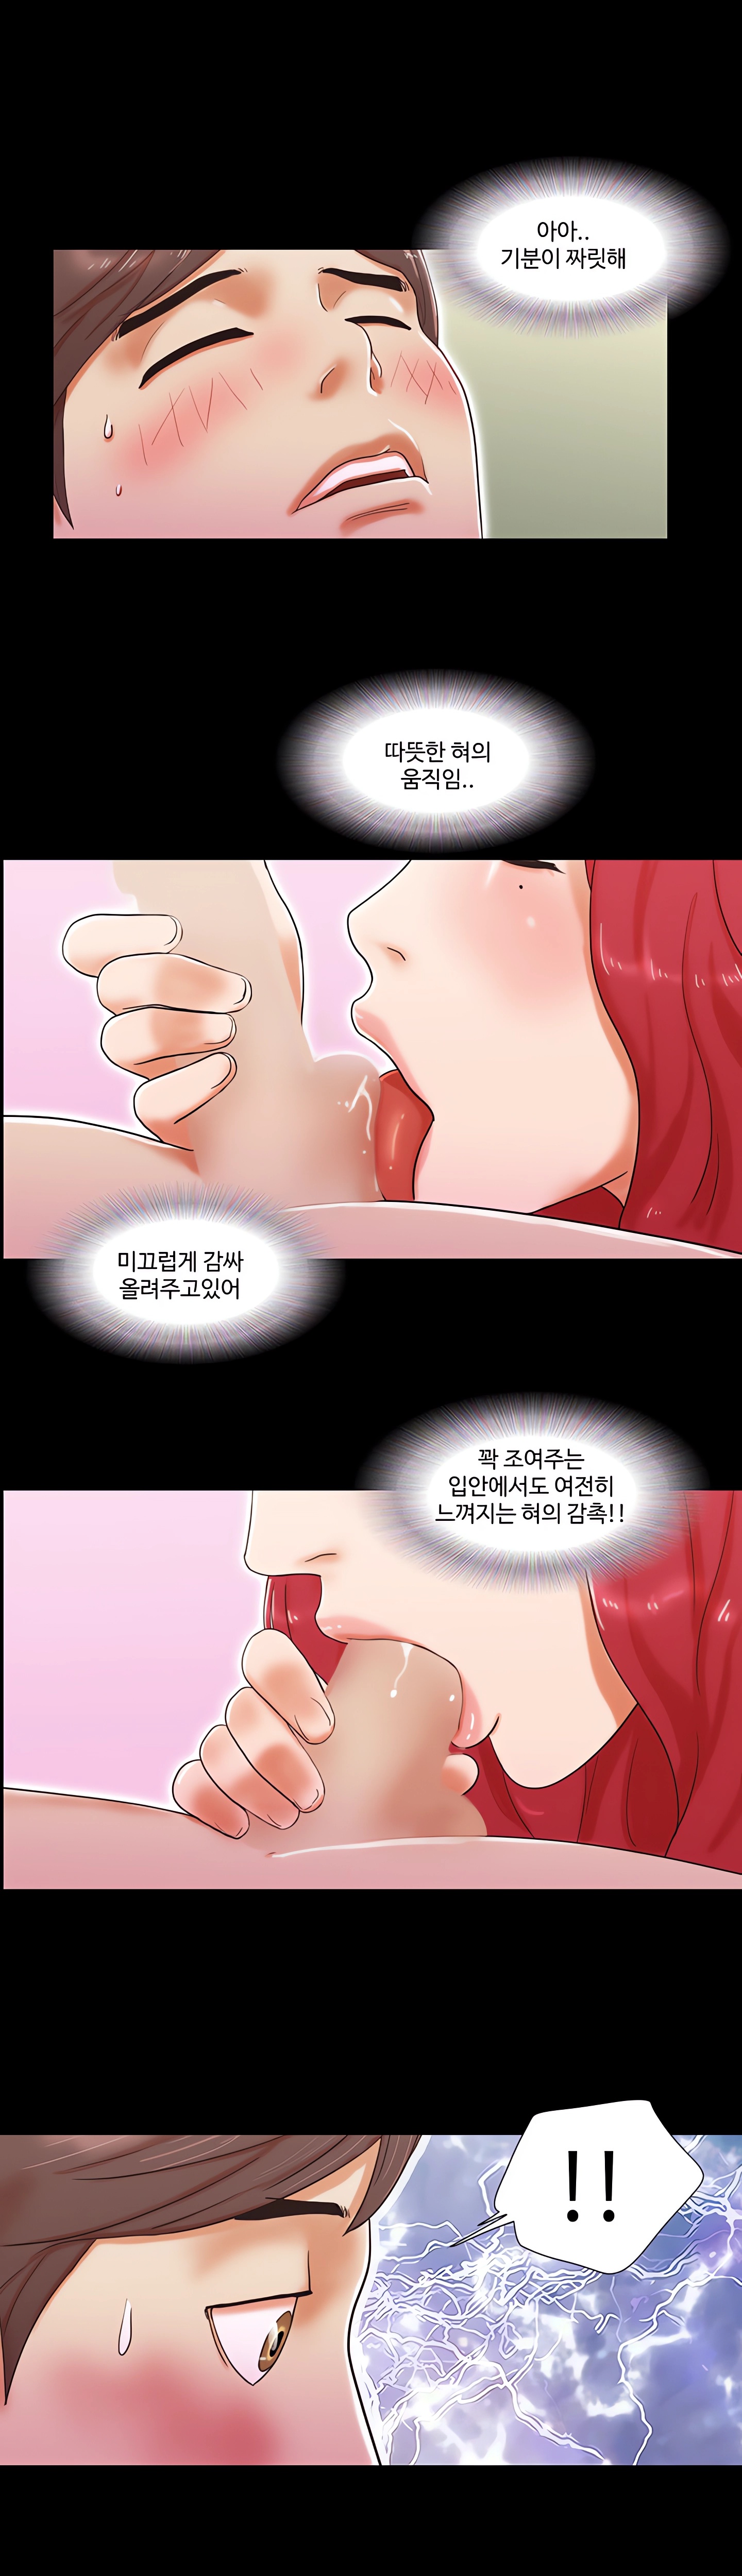 아아..
기분이 짜릿해
따뜻한 혀의
움직임..
미끄럽게 감싸
올려주고있어
꽉 조여주는
입안에서도 여전히
느껴지는 혀의 감촉!!
!!